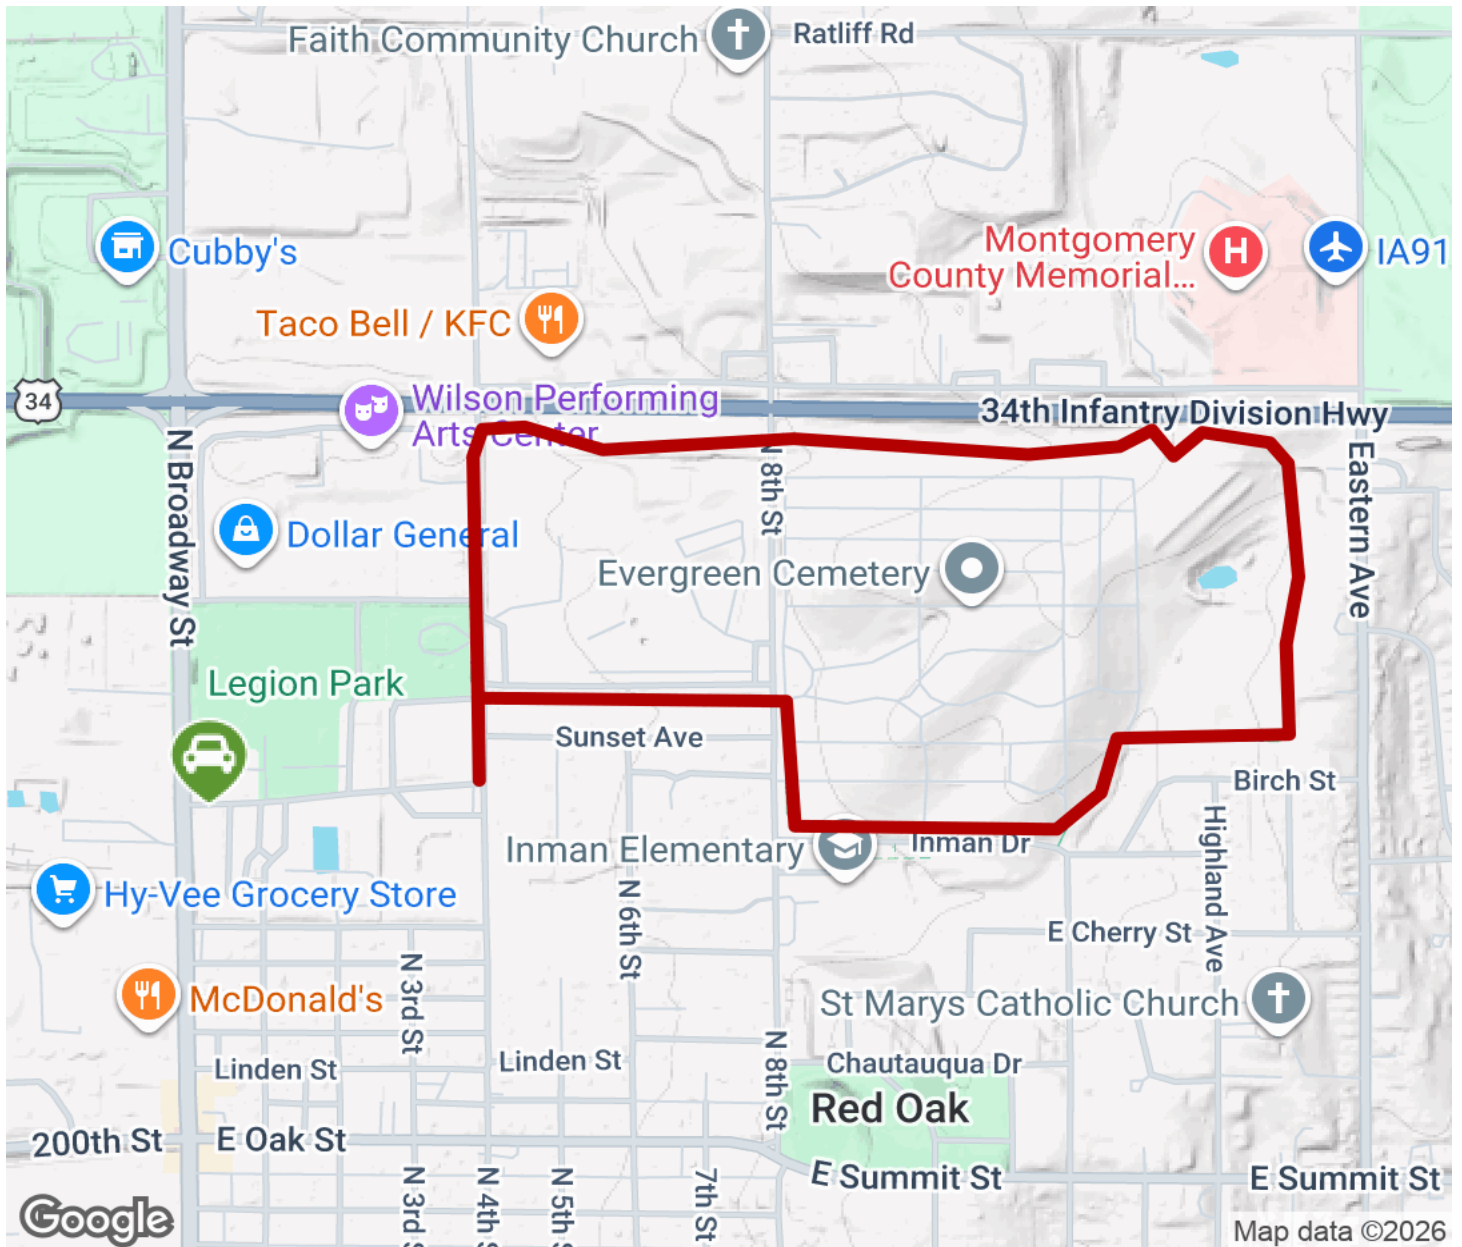 Faith Community Church
Ratliff Rd
Cubby's
Montgomery
County Memorial...
IA91
Taco Bell / KFC
34
Wilson Performing
Arts Center
34th Infantry Division Hwy
N Broadway St
N 8th St
Eastern Ave
Dollar General
Evergreen Cemetery
Legion Park
Sunset Ave
Birch St
Inman Elementary
Inman Dr
Highland Ave
Hy-Vee Grocery Store
N 6th St
E Cherry St
N 3rd St
McDonald's
St Marys Catholic Church
Linden St
Linden St
N 8th St
Chautauqua Dr
Red Oak
200th St
E Oak St
E Summit St
E Summit St
N 3rd S
N 4th S
N 5th S
7th St
Google
Map data ©2026